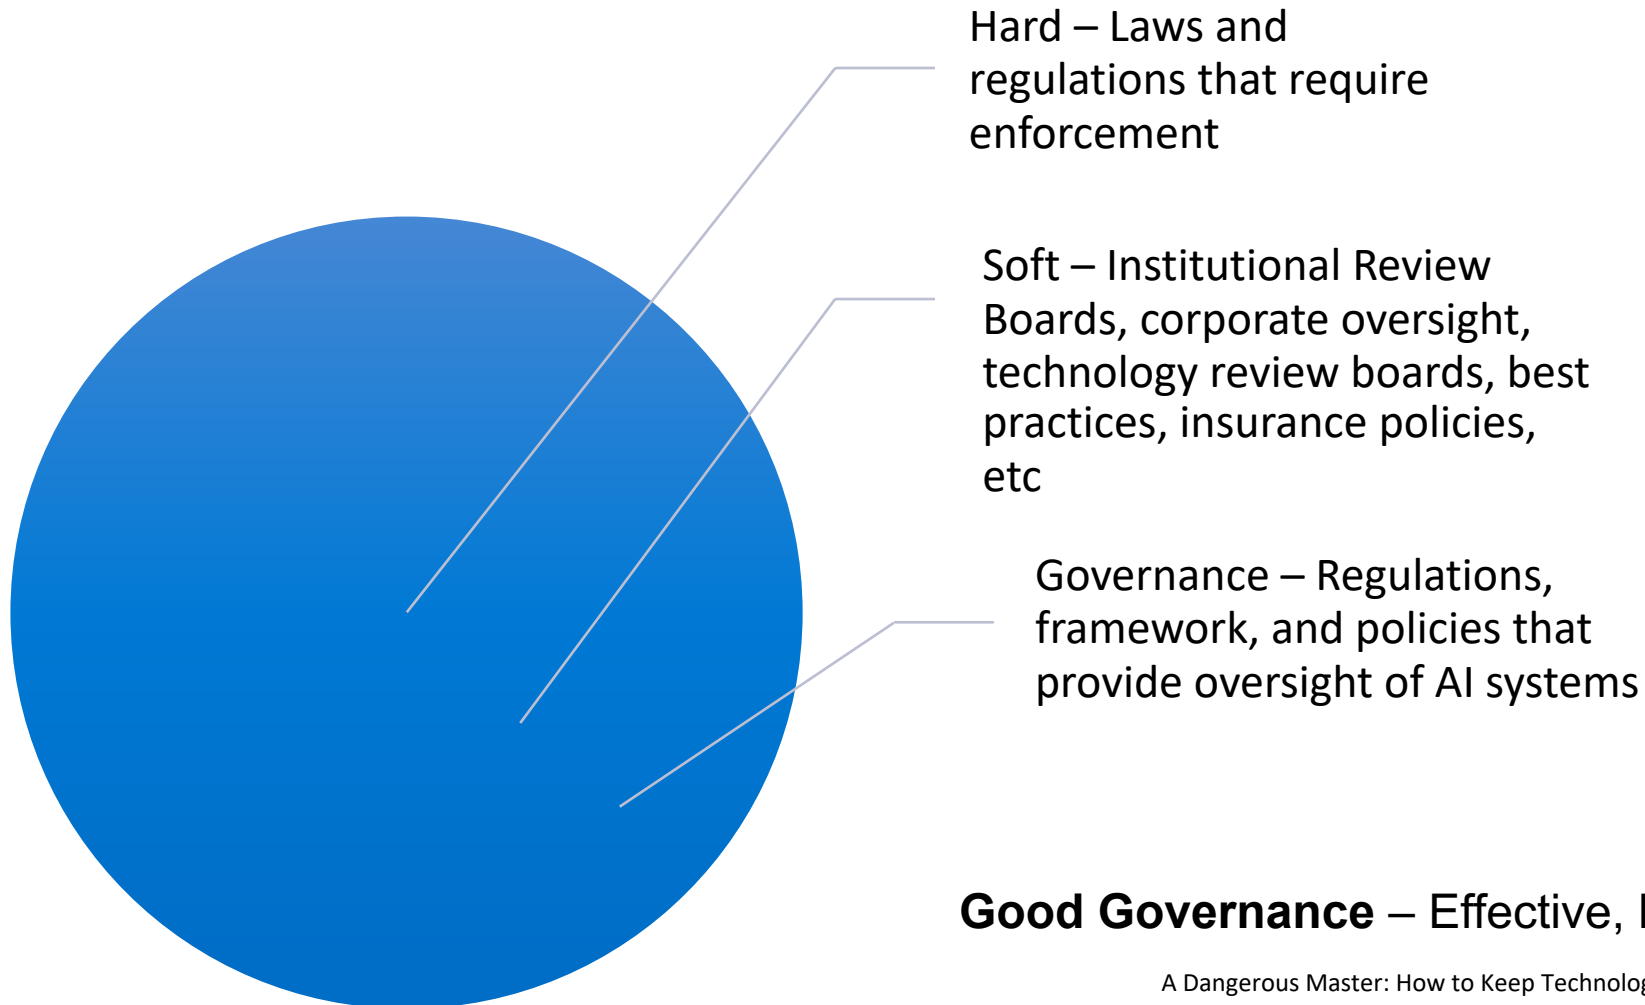 Hard – Laws and
regulations that require
enforcement
Soft – Institutional Review
Boards, corporate oversight,
technology review boards, best
practices, insurance policies,
etc
Governance – Regulations,
framework, and policies that
provide oversight of AI systems
Good Governance – Effective,
A Dangerous Master: How to Keep